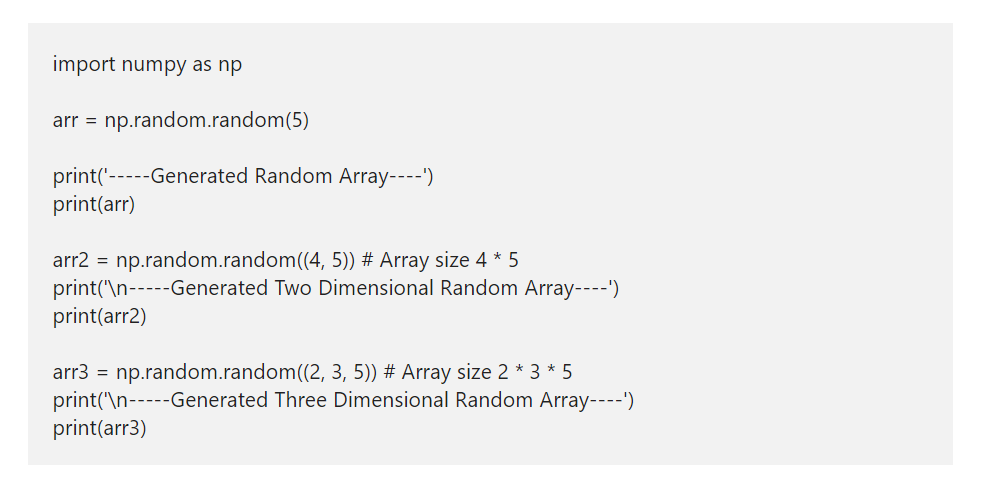 import numpy as np
arr = np.random.random(5)
print('-----Generated Random Array----')
print(arr)
arr2 = np.random.random((4, 5)) # Array size 4 * 5
print('\n-----Generated Two Dimensional Random Array----')
print(arr2)
arr3 = np.random.random((2, 3, 5)) # Array size 2 * 3 * 5
print('\n-----Generated Three Dimensional Random Array----')
print(arr3)